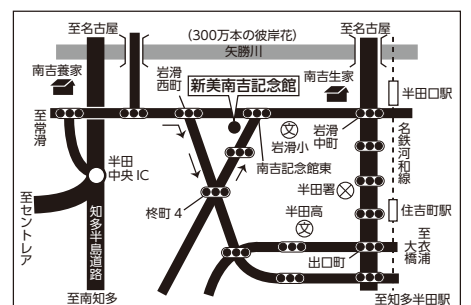 至名古屋
(300万本の彼岸花)
至名古屋
矢勝川
南吉養家
岩滑
西町
新美南吉記念館
南吉生家
半田口駅
至常滑
文
岩滑小
岩滑
中町
名鉄河和線
南吉記念館東
半田
中央IC
半田署
柊町4
半田高
文
住吉町駅
至セントレア
知多半島道路
至衣浦
大橋
出口町
至南知多
至知多半田駅